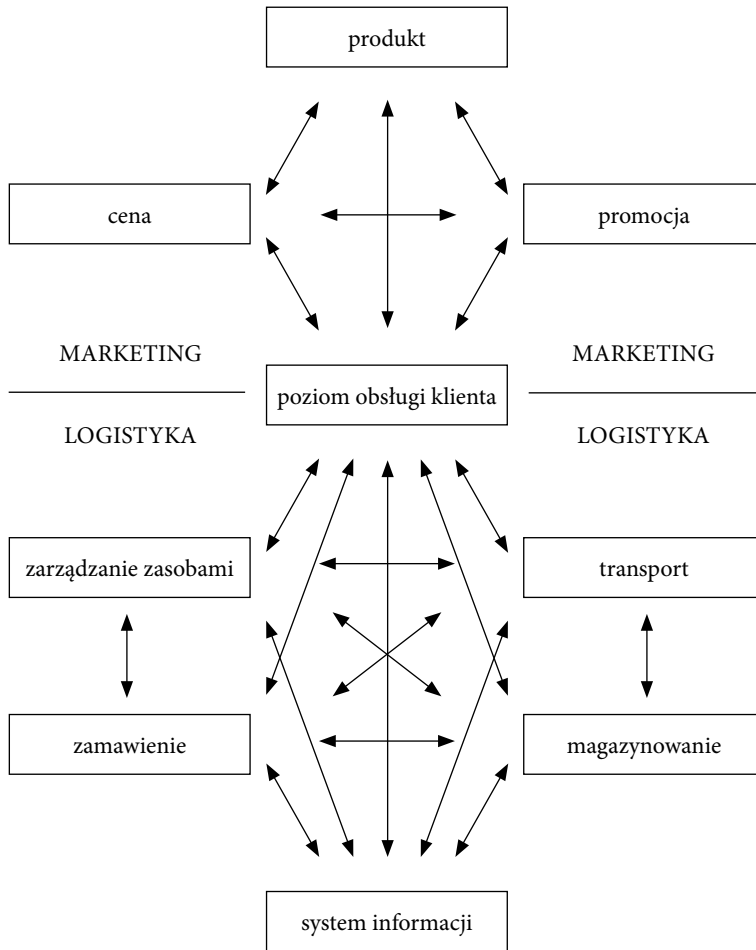 produkt
cena
promocja
MARKETING
MARKETING
poziom obsługi klienta
LOGISTYKA
LOGISTYKA
zarządzanie zasobami
transport
zamawienie
magazynowanie
system informacji